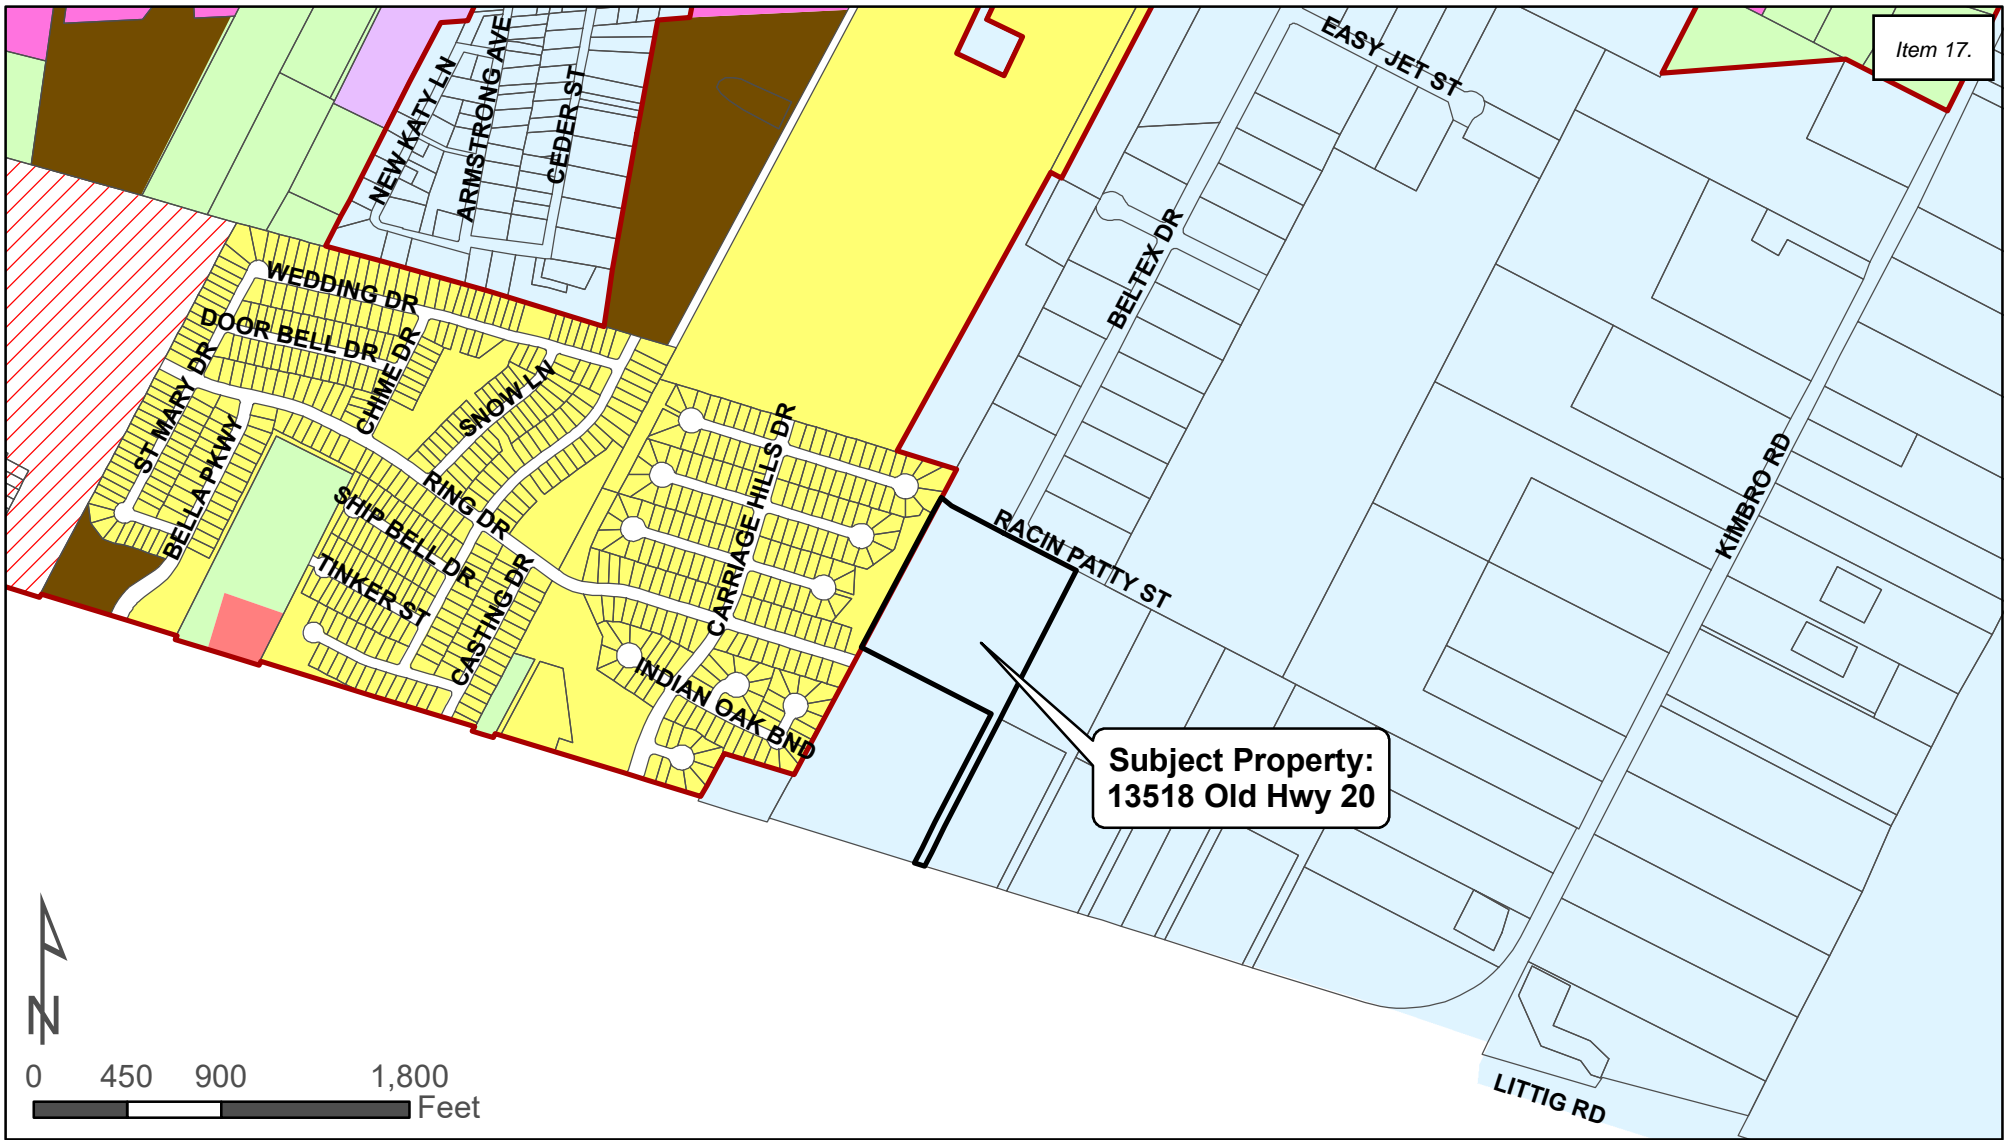 Item 17.
EASY JET ST
NEW KATY LN
ARMSTRONG AVE
CEDER ST
BELTEX DR
WEDDING DR
DOOR BELL DR
CHIME DR
ST MARY DR
BELLA PKWY
SNOW LN
RING DR
SHIP BELL DR
TINKER ST
CASTING DR
CARRIAGE HILLS DR
INDIAN OAK BND
RACIN PATTY ST
KIMBRO RD
Subject Property:
13518 Old Hwy 20
LITTIG RD
N
0 450 900 1,800
Feet